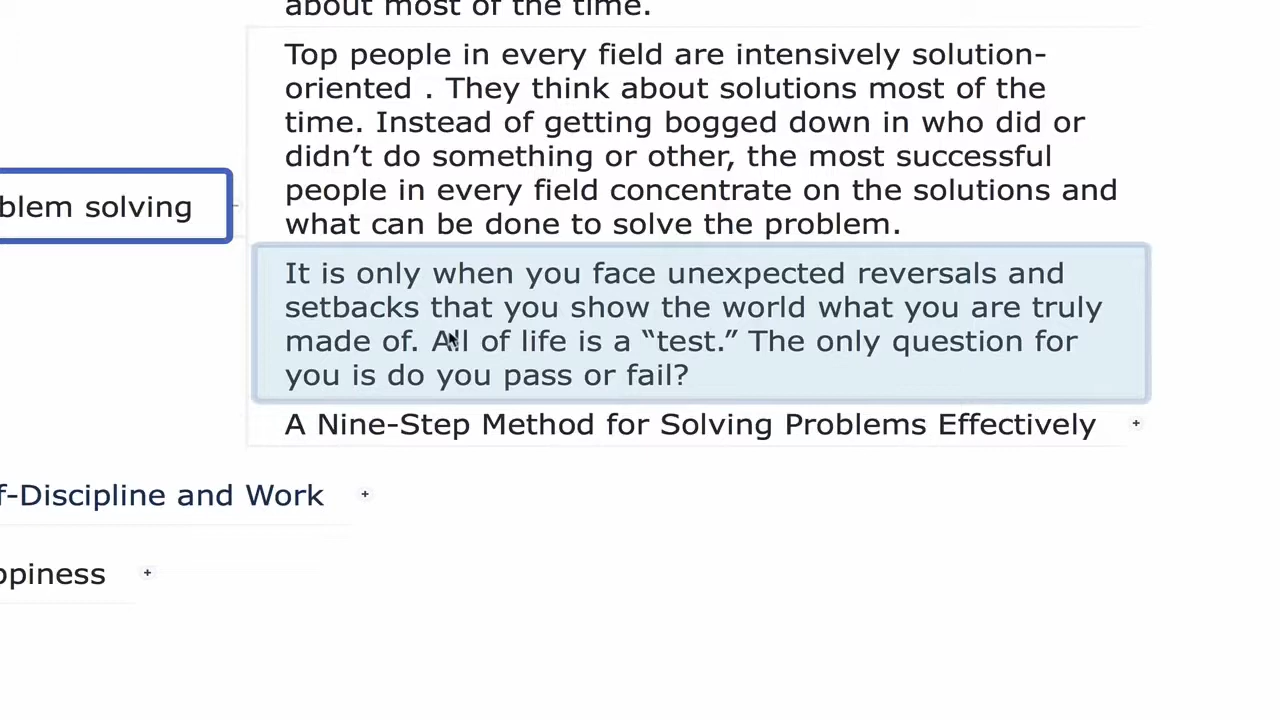 about most of the time.
Top people in every field are intensively solution-
oriented . They think about solutions most of the
time. Instead of getting bogged down in who did or
didn’t do something or other, the most successful
people in every field concentrate on the solutions and
what can be done to solve the problem.
blem solving
It is only when you face unexpected reversals and
setbacks that you show the world what you are truly
made of. All of life is a “test.” The only question for
you is do you pass or fail?
A Nine-Step Method for Solving Problems Effectively
f-Discipline and Work
ppiness